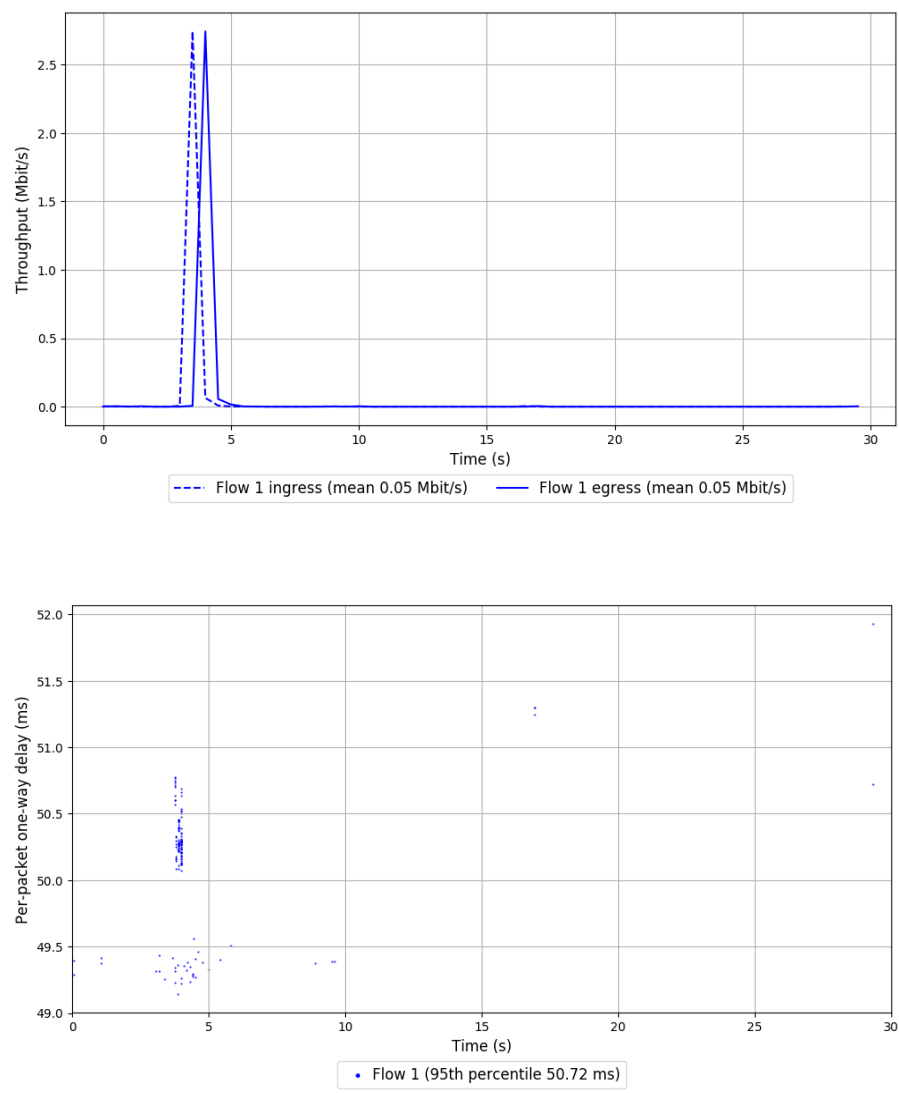 2.5
2.0
1.5
1.0
0.5
0.0
Throughput (Mbit/s)
0 5 10 15 20 25 30
Time (s)
Flow 1 ingress (mean 0.05 Mbit/s) Flow 1 egress (mean 0.05 Mbit/s)
52.0
51.5
51.0
50.5
50.0
49.5
49.0
Per-packet one-way delay (ms)
0 5 10 15 20 25 30
Time (s)
Flow 1 (95th percentile 50.72 ms)